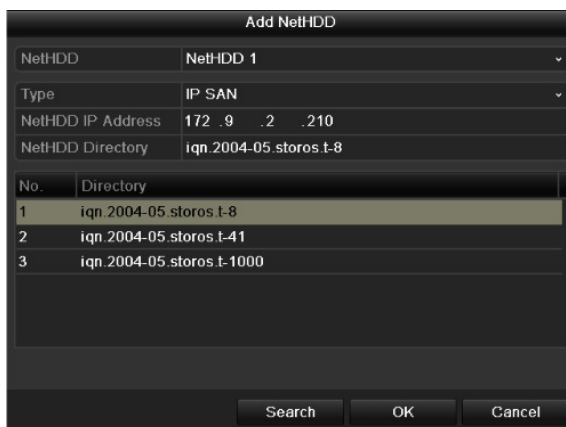 Add NetHDD
NetHDD NetHDD 1
Type IP SAN
NetHDD IP Address 172 .9 .2 .210
NetHDD Directory iqn.2004-05.storos.t-8
No. Directory
1 iqn.2004-05.storos.t-8
2 iqn.2004-05.storos.t-41
3 iqn.2004-05.storos.t-1000
Search OK Cancel